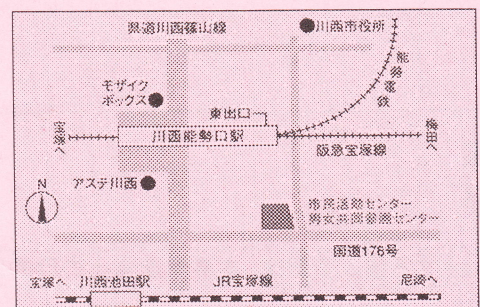 県道川西篠山線
川西市役所
能勢電鉄
モザイク
ボックス
東出口
宝塚へ
川西能勢口駅
梅田へ
阪急宝塚線
アステ川西
N
市民活動センター
男女共同参画センター
国道176号
宝塚へ
川西池田駅
JR宝塚線
尼崎へ